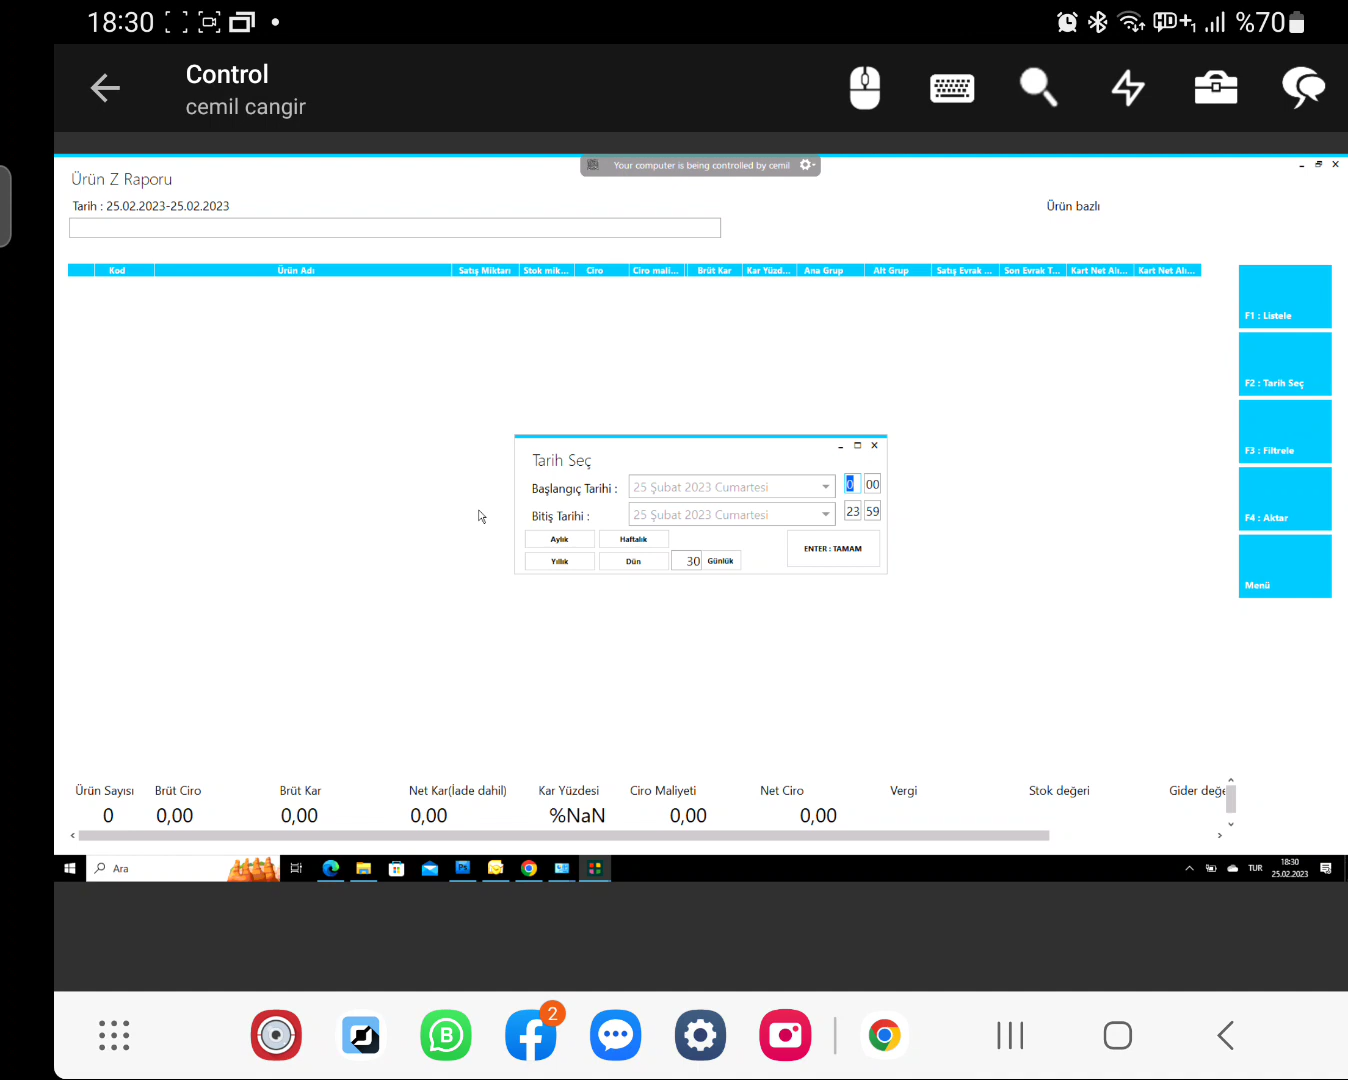 18:30
HD+1
%70
Control
cemil cangir
Your computer is being controlled by cemil
Ürün Z Raporu
Tarih : 25.02.2023-25.02.2023
Ürün bazlı
Kod Ürün Adı Satış Miktarı Stok mik... Ciro Ciro mali... Brüt Kar Kar Yüzd... Ana Grup Alt Grup Satış Evrak ... Son Evrak T... Kart Net Alı... Kart Net Alı...
F1 : Listele
F2 : Tarih Seç
F3 : Filtrele
F4 : Aktar
Menü
Tarih Seç
Başlangıç Tarihi : 25 Şubat 2023 Cumartesi 0 00
Bitiş Tarihi : 25 Şubat 2023 Cumartesi 23 59
Aylık Haftalık
Yıllık Dün 30 Günlük
ENTER : TAMAM
Ürün Sayısı Brüt Ciro Brüt Kar Net Kar(İade dahil) Kar Yüzdesi Ciro Maliyeti Net Ciro Vergi Stok değeri Gider değe
0 0,00 0,00 0,00 %NaN 0,00 0,00
Ara
Ps
TUR
18:30
25.02.2023
B
2